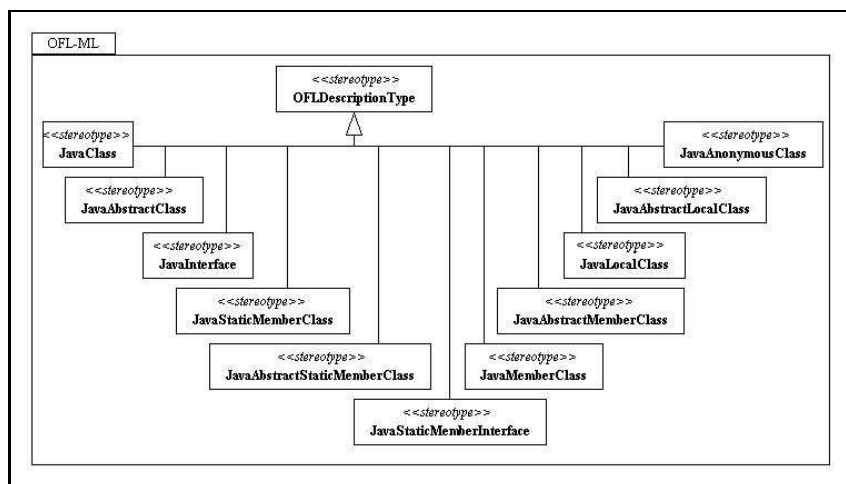 OFL-ML
<<stereotype>>
OFLDescriptionType
<<stereotype>>
JavaClass
<<stereotype>>
JavaAnonymousClass
<<stereotype>>
JavaAbstractClass
<<stereotype>>
JavaAbstractLocalClass
<<stereotype>>
JavaInterface
<<stereotype>>
JavaLocalClass
<<stereotype>>
JavaStaticMemberClass
<<stereotype>>
JavaAbstractMemberClass
<<stereotype>>
JavaAbstractStaticMemberClass
<<stereotype>>
JavaMemberClass
<<stereotype>>
JavaStaticMemberInterface